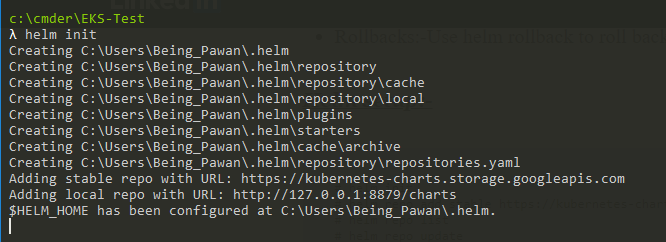 Linked in
c:\cmder\EKS-Test
λ helm init
Creating C:\Users\Being_Pawan\.helm
Creating C:\Users\Being_Pawan\.helm\repository
Creating C:\Users\Being_Pawan\.helm\repository\cache
Creating C:\Users\Being_Pawan\.helm\repository\local
Creating C:\Users\Being_Pawan\.helm\plugins
Creating C:\Users\Being_Pawan\.helm\starters
Creating C:\Users\Being_Pawan\.helm\cache\archive
Creating C:\Users\Being_Pawan\.helm\repository\repositories.yaml
Adding stable repo with URL: https://kubernetes-charts.storage.googleapis.com
Adding local repo with URL: http://127.0.0.1:8879/charts
$HELM_HOME has been configured at C:\Users\Being_Pawan\.helm.